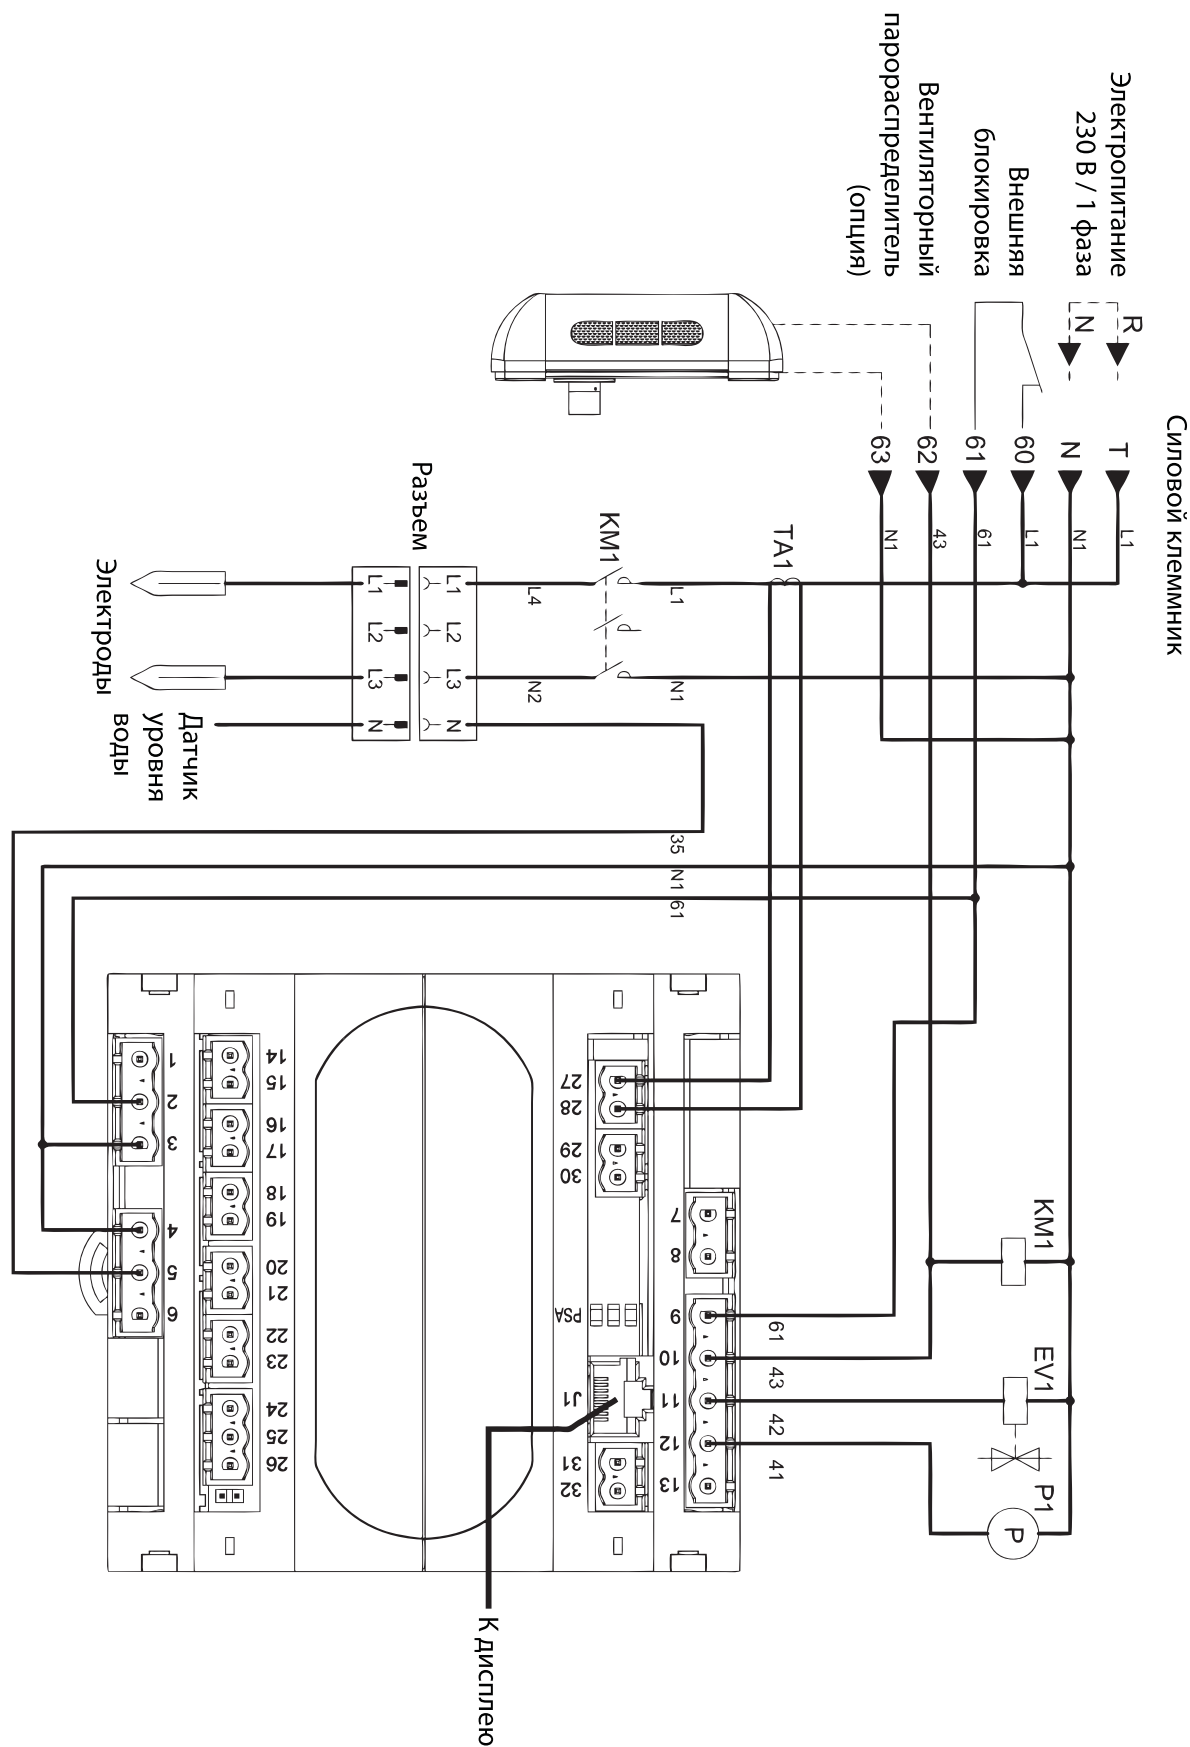 Силовой клеммник
Электропитание
230 В / 1 фаза
R
N
Внешняя
блокировка
Вентиляторный
парораспределитель
(опция)
T
N
60
61
62
63
L1
N1
L1
61
43
N1
TA1
KM1
L1
N1
L4
N2
Разъем
L1
L2
L3
N
L1
L2
L3
N
Электроды
Датчик
уровня
воды
35
N1
61
KM1
EV1
P1
P
61
43
42
41
7
8
9
10
11
12
13
27
28
29
30
PSA
J1
31
32
14
15
16
17
18
19
20
21
22
23
24
25
26
1
2
3
4
5
6
К дисплею